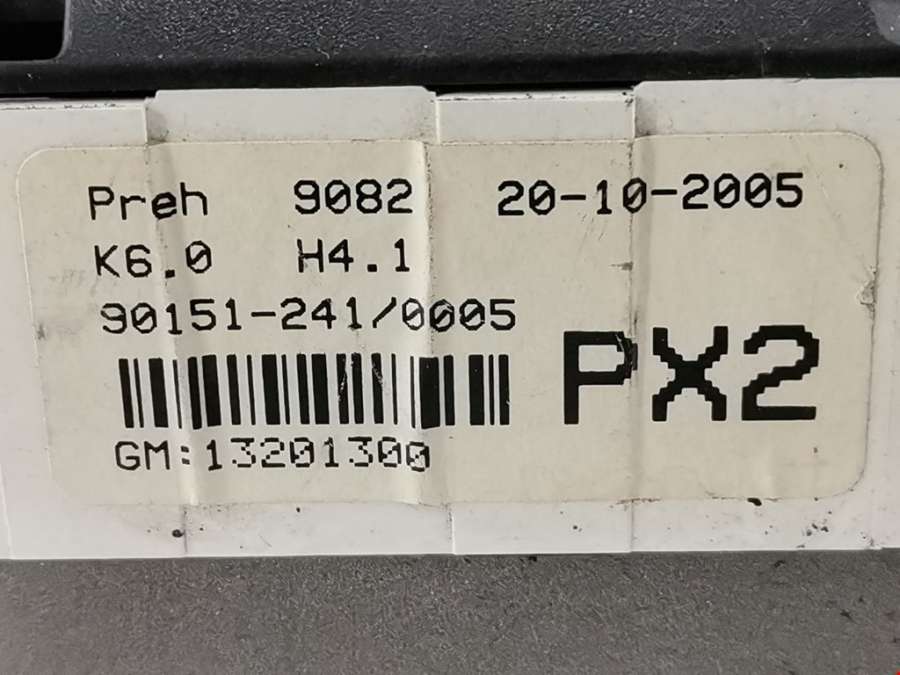 Preh 9082 20-10-2005
K6.0 H4.1
90151-241/0005
PX2
GM:13201300